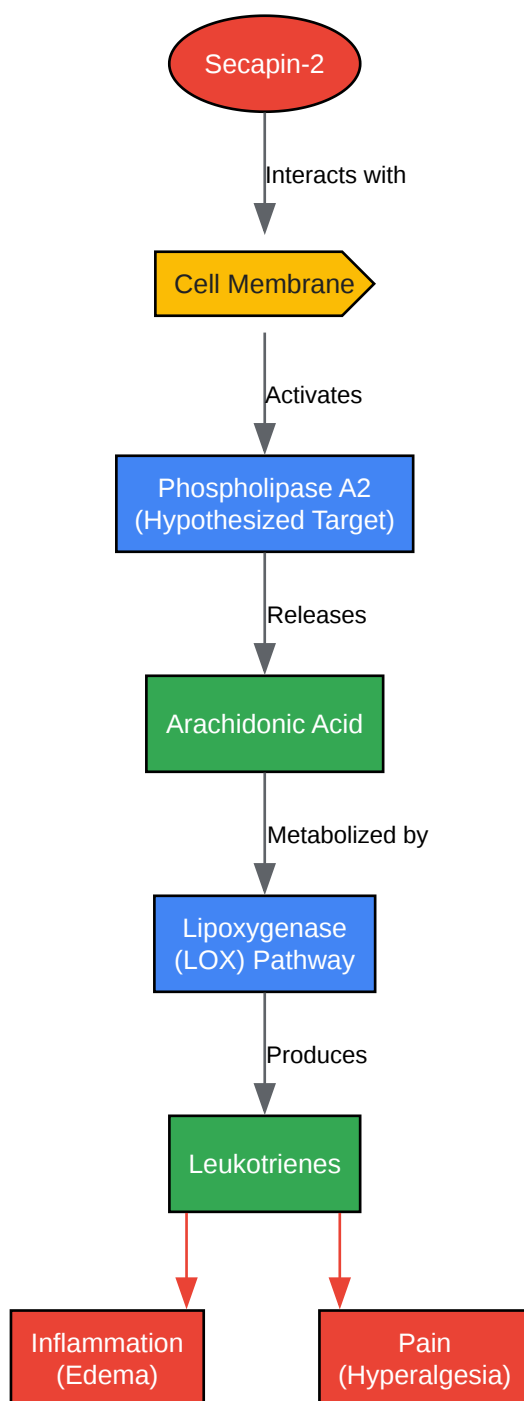 Secapin-2
Interacts with
Cell Membrane
Activates
Phospholipase A2
(Hypothesized Target)
Releases
Arachidonic Acid
Metabolized by
Lipoxygenase
(LOX) Pathway
Produces
Leukotrienes
Inflammation
(Edema)
Pain
(Hyperalgesia)